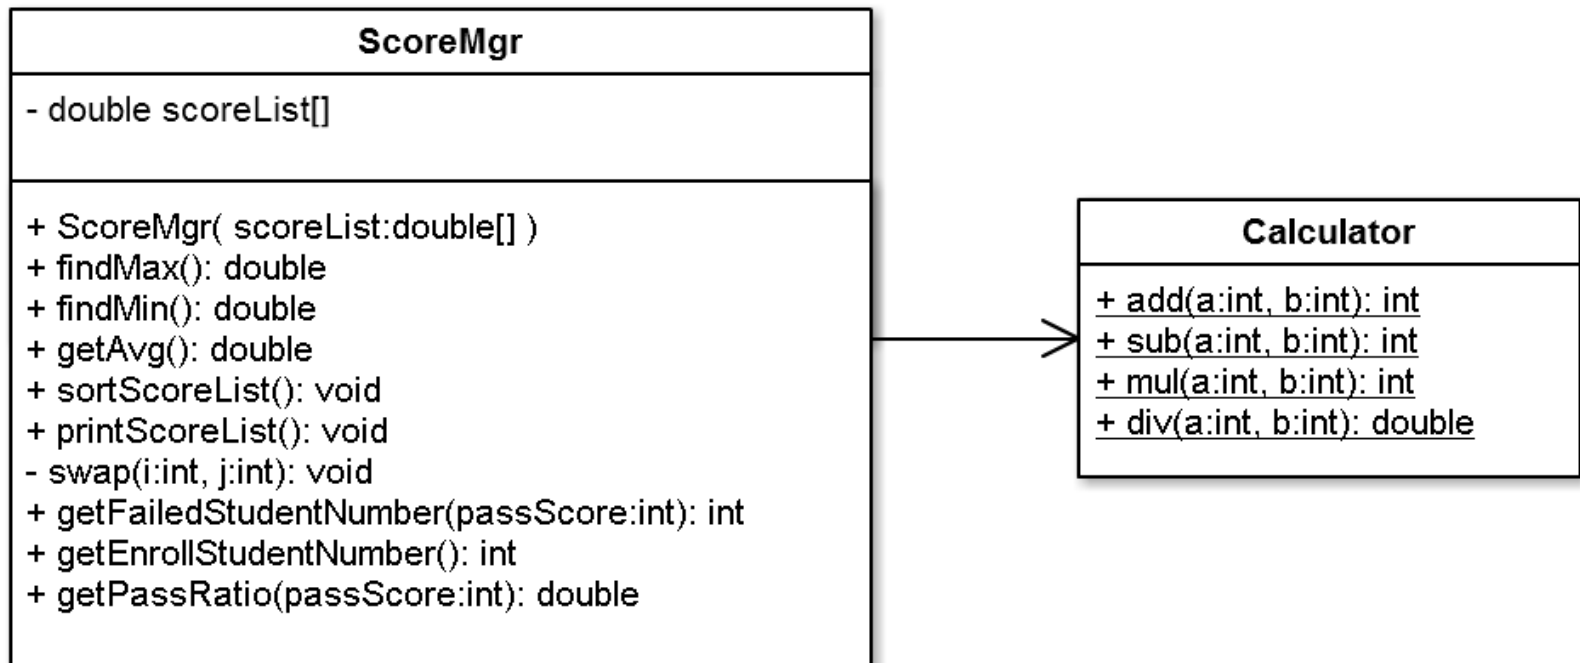 ScoreMgr
- double scoreList[]
+ ScoreMgr( scoreList:double[] )
+ findMax(): double
+ findMin(): double
+ getAvg(): double
+ sortScoreList(): void
+ printScoreList(): void
- swap(i:int, j:int): void
+ getFailedStudentNumber(passScore:int): int
+ getEnrollStudentNumber(): int
+ getPassRatio(passScore:int): double
Calculator
+ add(a:int, b:int): int
+ sub(a:int, b:int): int
+ mul(a:int, b:int): int
+ div(a:int, b:int): double